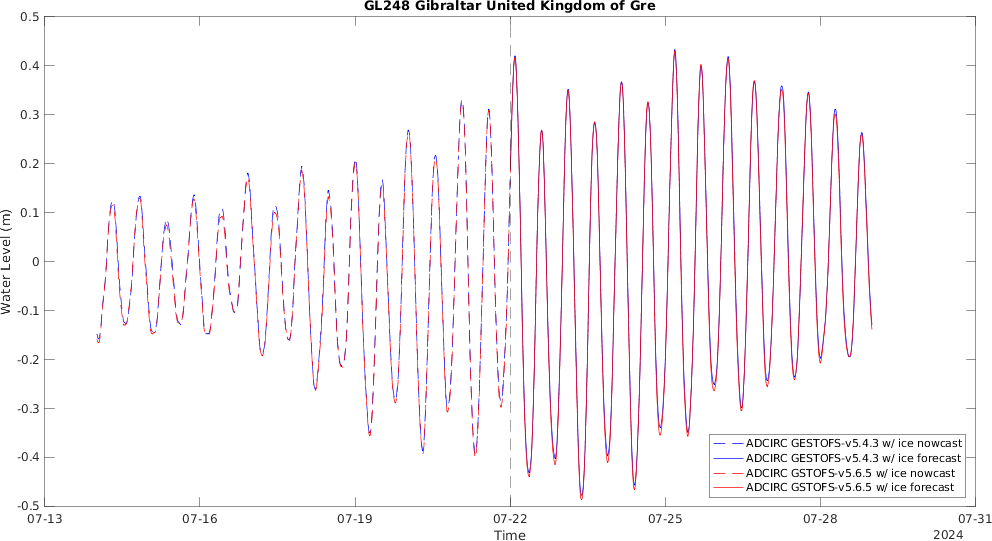 GL248 Gibraltar United Kingdom of Gre
0.5
0.4
0.3
0.2
0.1
0
-0.1
-0.2
-0.3
-0.4
-0.5
Water Level (m)
ADCIRC GESTOFS-v5.4.3 w/ ice nowcast
ADCIRC GESTOFS-v5.4.3 w/ ice forecast
ADCIRC GSTOFS-v5.6.5 w/ ice nowcast
ADCIRC GSTOFS-v5.6.5 w/ ice forecast
07-13 07-16 07-19 07-22 07-25 07-28 07-31
Time
2024